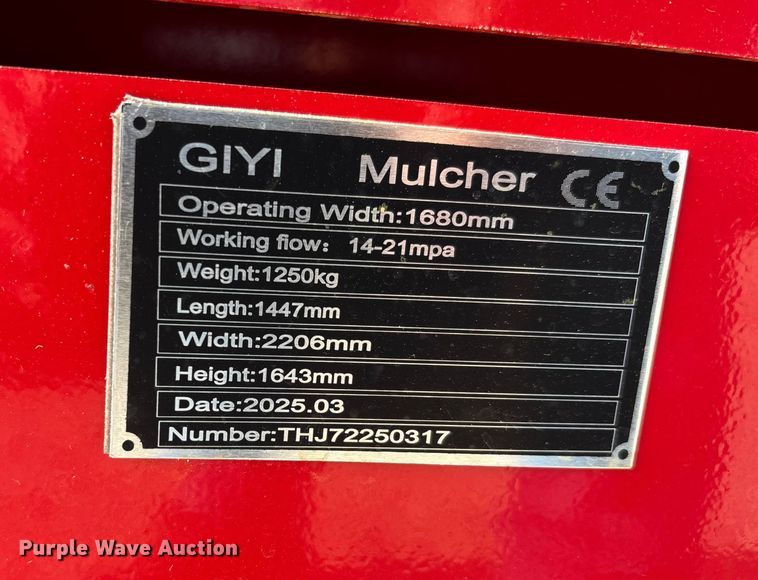 GIYI Mulcher CE
Operating Width:1680mm
Working flow: 14-21mpa
Weight:1250kg
Length:1447mm
Width:2206mm
Height:1643mm
Date:2025.03
Number:THJ72250317
Purple Wave Auction